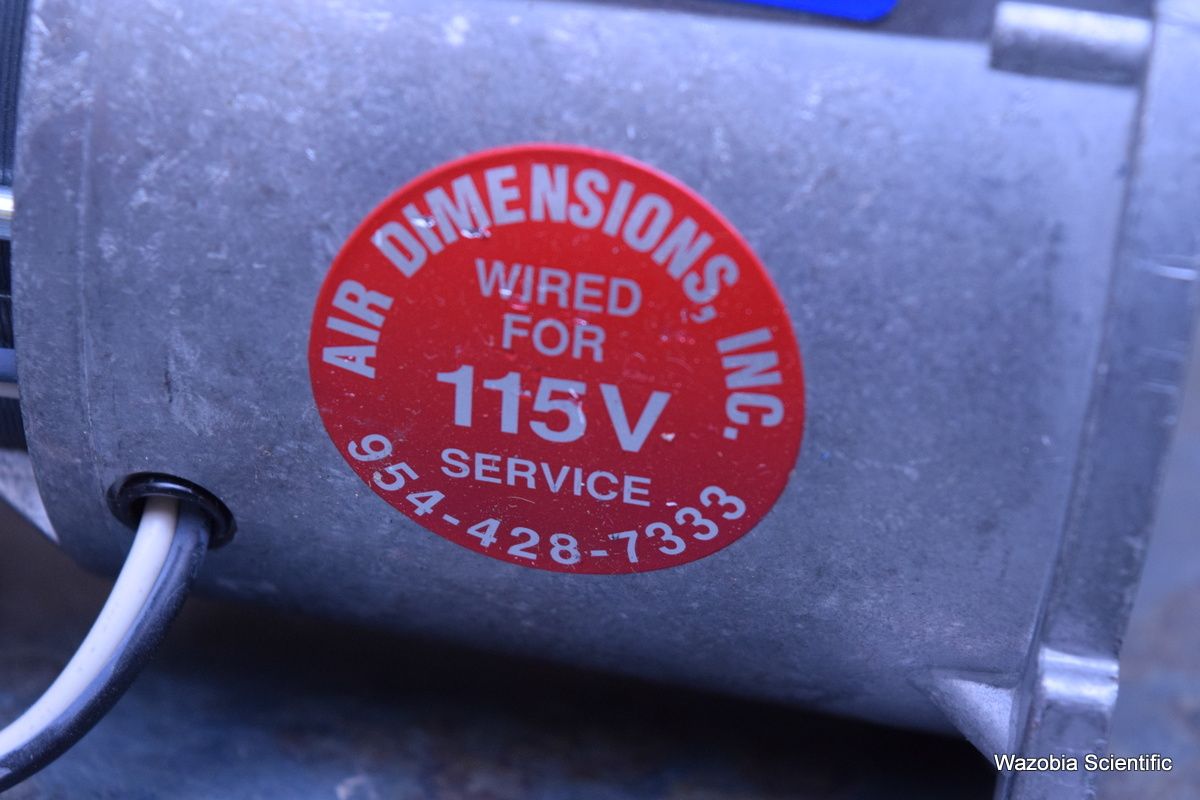 AIR DIMENSIONS, INC.
WIRED
FOR
115V
SERVICE
954-428-7333
Wazobia Scientific